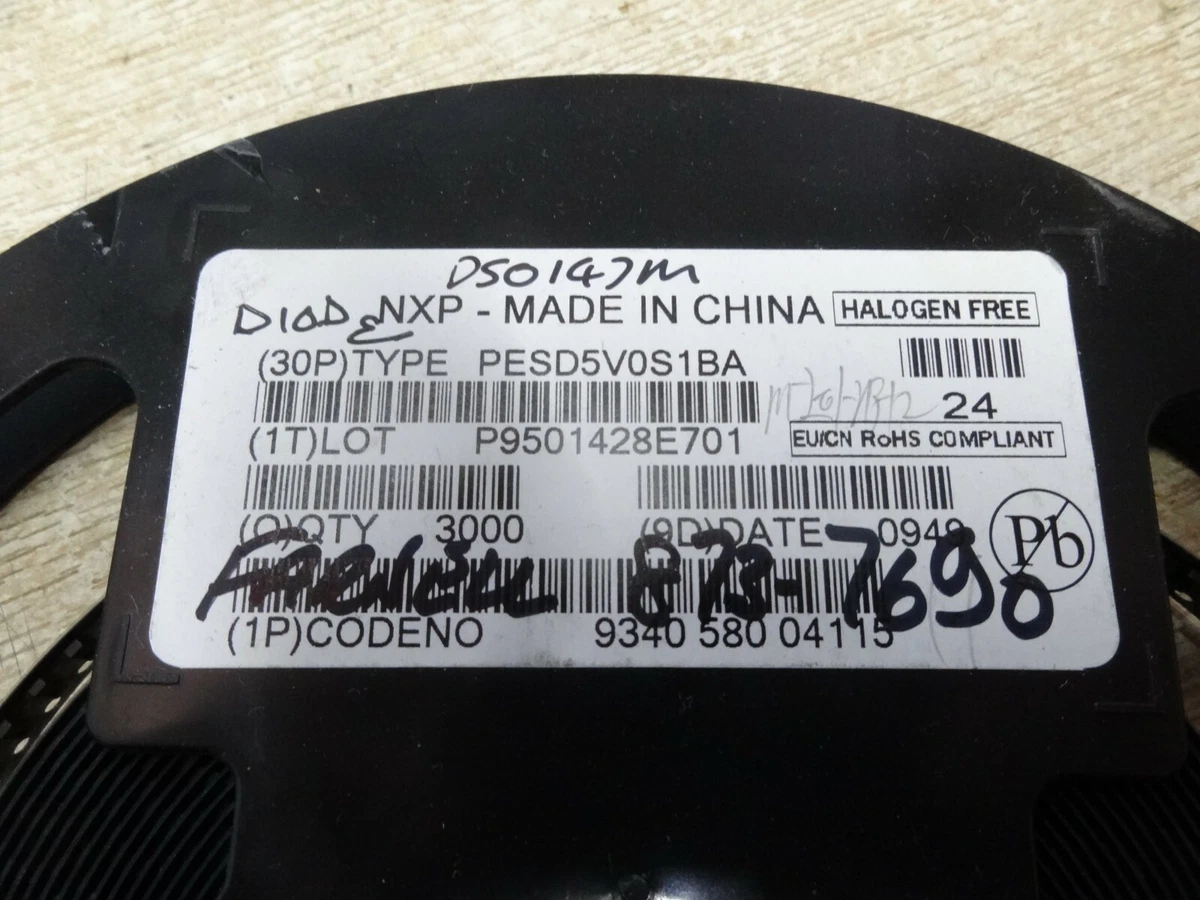 DS0147M
DIODE NXP - MADE IN CHINA HALOGEN FREE
(30P)TYPE PESD5V0S1BA
24
(1T)LOT P9501428E701 EU/CN RoHS COMPLIANT
(Q)QTY 3000 (9D)DATE 0949 Pb
FARNELL 873-7690
(1P)CODENO 9340 580 04115